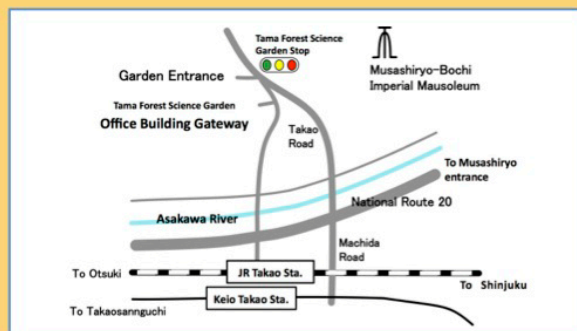 Tama Forest Science
Garden Stop
Garden Entrance
Musashiryo-Bochi
Imperial Mausoleum
Tama Forest Science Garden
Office Building Gateway
Takao
Road
To Musashiryo
entrance
National Route 20
Asakawa River
Machida
Road
To Otsuki
JR Takao Sta.
To Shinjuku
Keio Takao Sta.
To Takaosannguchi